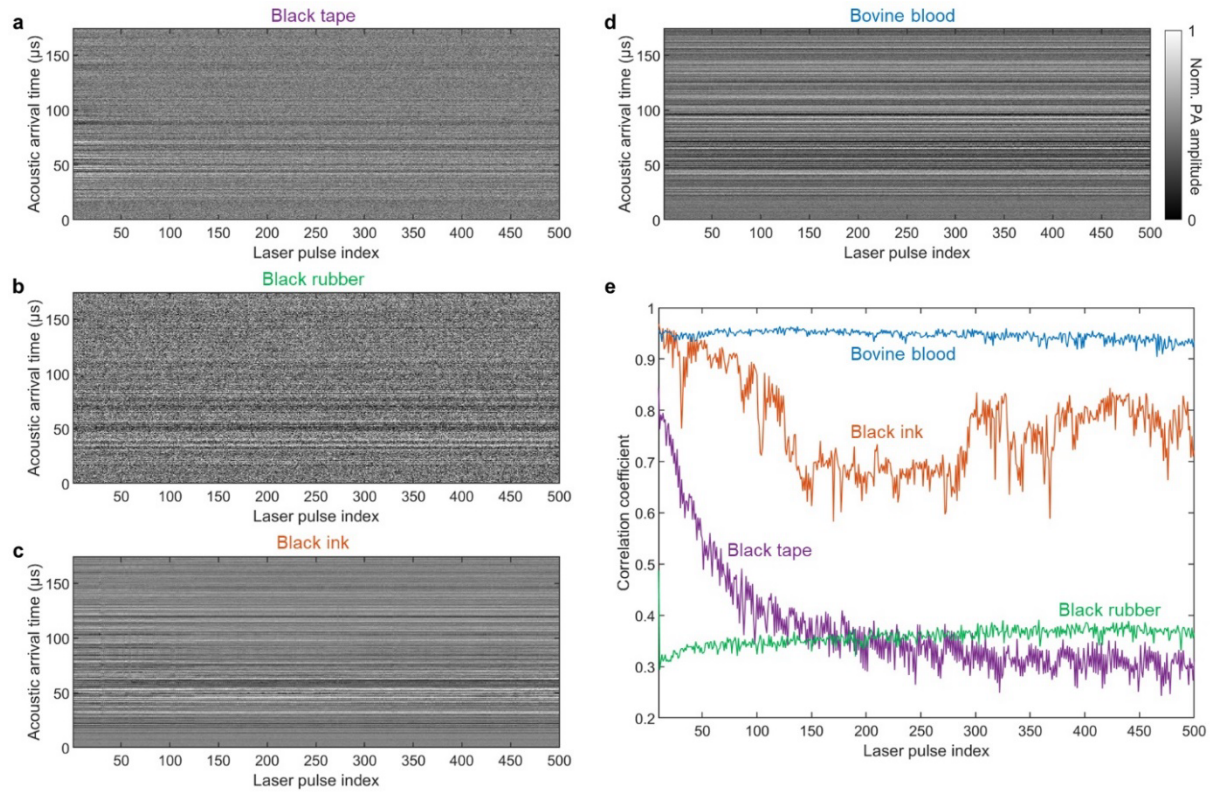 a
Black tape
Acoustic arrival time (μs)
150
100
50
0
50 100 150 200 250 300 350 400 450 500
Laser pulse index
b
Black rubber
Acoustic arrival time (μs)
150
100
50
0
50 100 150 200 250 300 350 400 450 500
Laser pulse index
c
Black ink
Acoustic arrival time (μs)
150
100
50
0
50 100 150 200 250 300 350 400 450 500
Laser pulse index
d
Bovine blood
Acoustic arrival time (μs)
150
100
50
0
50 100 150 200 250 300 350 400 450 500
Laser pulse index
1
Norm. PA amplitude
0
e
Correlation coefficient
1
0.9
0.8
0.7
0.6
0.5
0.4
0.3
0.2
Bovine blood
Black ink
Black tape
Black rubber
50 100 150 200 250 300 350 400 450 500
Laser pulse index